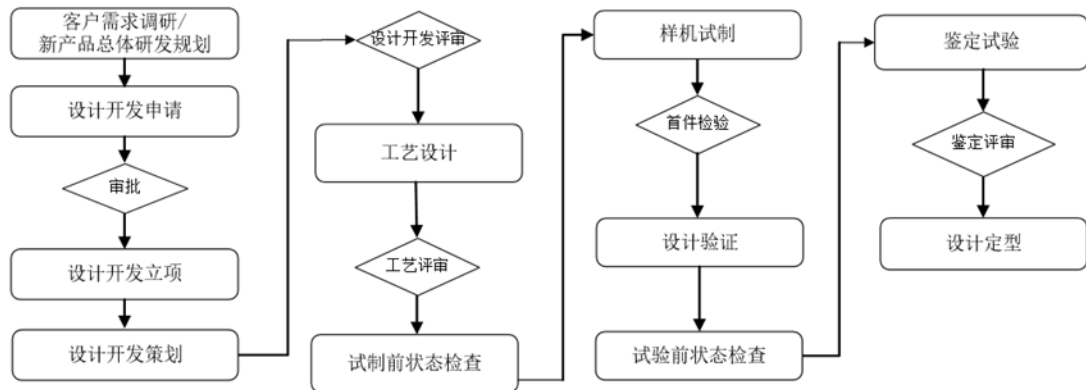 客户需求调研/
新产品总体研发规划
设计开发申请
审批
设计开发立项
设计开发策划
设计开发评审
工艺设计
工艺评审
试制前状态检查
样机试制
首件检验
设计验证
试验前状态检查
鉴定试验
鉴定评审
设计定型